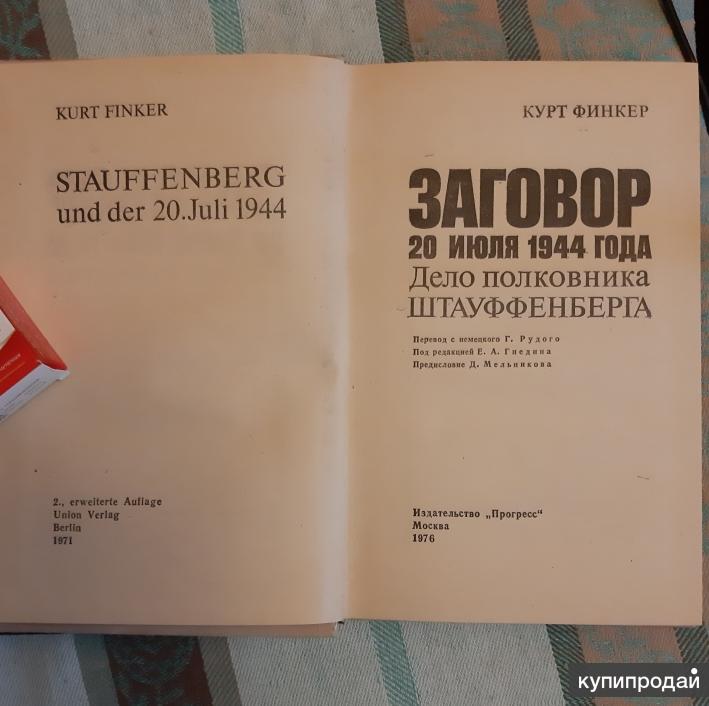 KURT FINKER
STAUFFENBERG
und der 20. Juli 1944
2., erweiterte Auflage
Union Verlag
Berlin
1971
КУРТ ФИНКЕР
ЗАГОВОР
20 ИЮЛЯ 1944 ГОДА
Дело полковника
ШТАУФФЕНБЕРГА
Перевод с немецкого Г. Рудого
Под редакцией Е. А. Гнедина
Предисловие Д. Мельникова
Издательство „Прогресс“
Москва
1976
купипродай